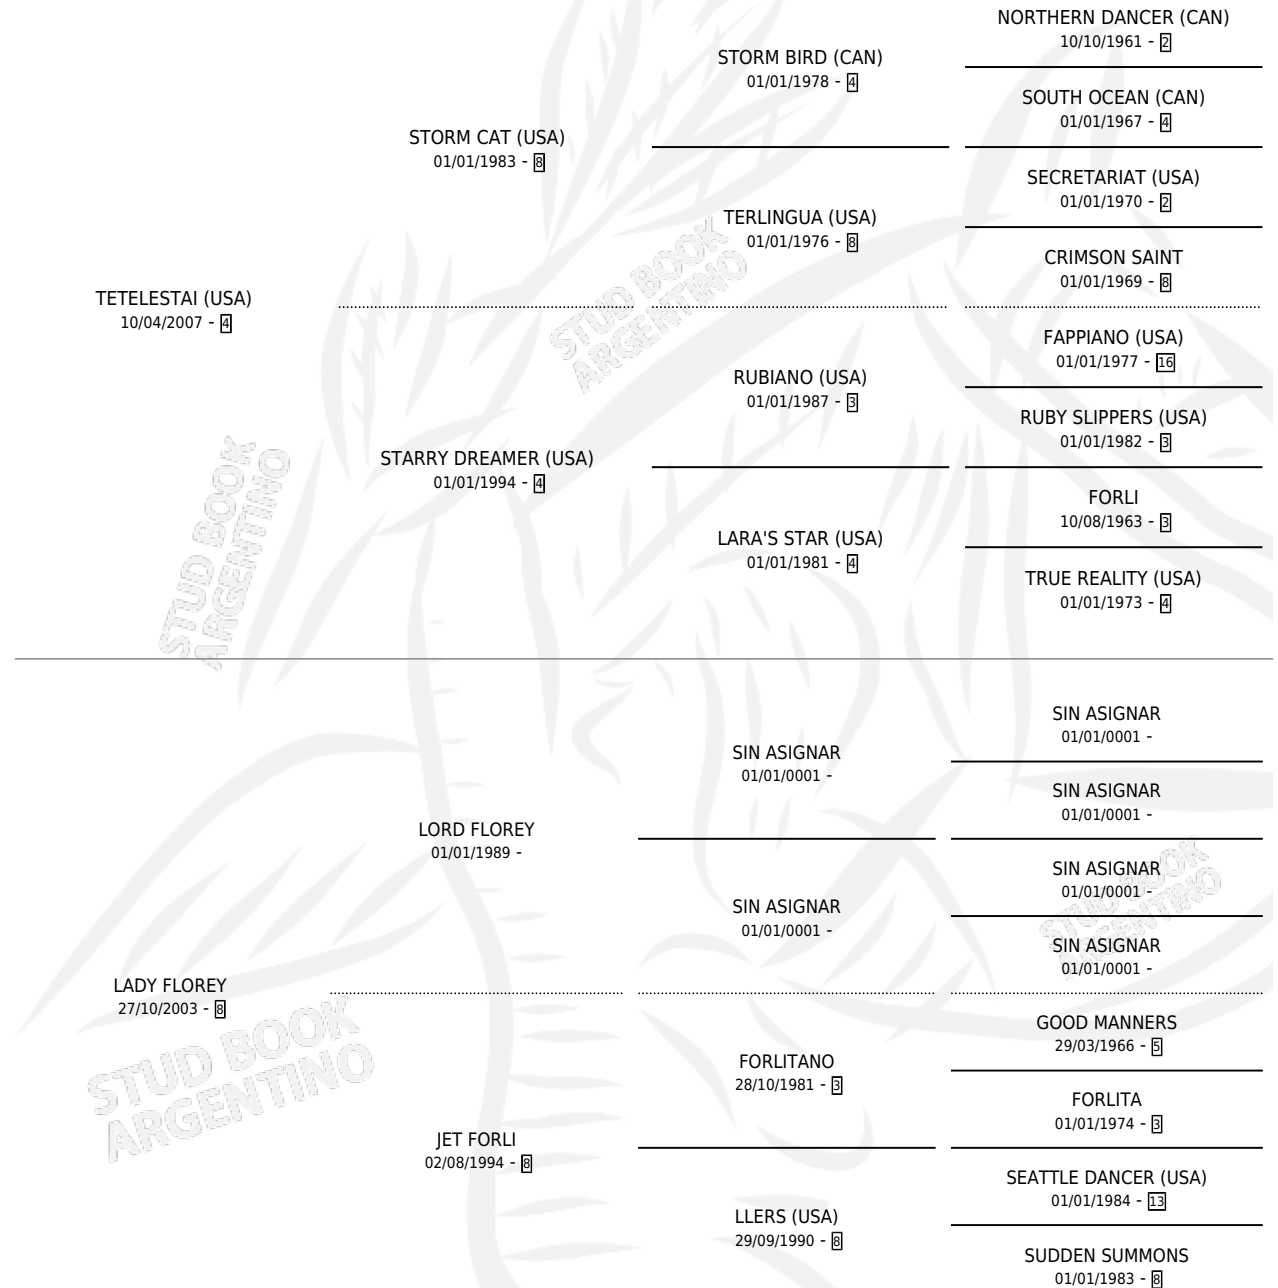 NORTHERN DANCER (CAN)
10/10/1961 - 2
STORM BIRD (CAN)
01/01/1978 - 4
SOUTH OCEAN (CAN)
01/01/1967 - 4
STORM CAT (USA)
01/01/1983 - 8
SECRETARIAT (USA)
01/01/1970 - 2
TERLINGUA (USA)
01/01/1976 - 8
CRIMSON SAINT
01/01/1969 - 8
TETELESTAI (USA)
10/04/2007 - 4
STUD BOOK
ARGENTINO
FAPPIANO (USA)
01/01/1977 - 16
RUBIANO (USA)
01/01/1987 - 3
RUBY SLIPPERS (USA)
01/01/1982 - 3
STARRY DREAMER (USA)
01/01/1994 - 4
FORLI
10/08/1963 - 3
LARA'S STAR (USA)
01/01/1981 - 4
TRUE REALITY (USA)
01/01/1973 - 4
STUD BOOK
ARGENTINO
SIN ASIGNAR
01/01/0001 -
SIN ASIGNAR
01/01/0001 -
SIN ASIGNAR
01/01/0001 -
LORD FLOREY
01/01/1989 -
SIN ASIGNAR
01/01/0001 -
SIN ASIGNAR
01/01/0001 -
SIN ASIGNAR
01/01/0001 -
STUD BOOK
ARGENTINO
LADY FLOREY
27/10/2003 - 8
GOOD MANNERS
29/03/1966 - 5
FORLITANO
28/10/1981 - 3
FORLITA
01/01/1974 - 3
STUD BOOK
ARGENTINO
JET FORLI
02/08/1994 - 8
SEATTLE DANCER (USA)
01/01/1984 - 13
LLERS (USA)
29/09/1990 - 8
SUDDEN SUMMONS
01/01/1983 - 8